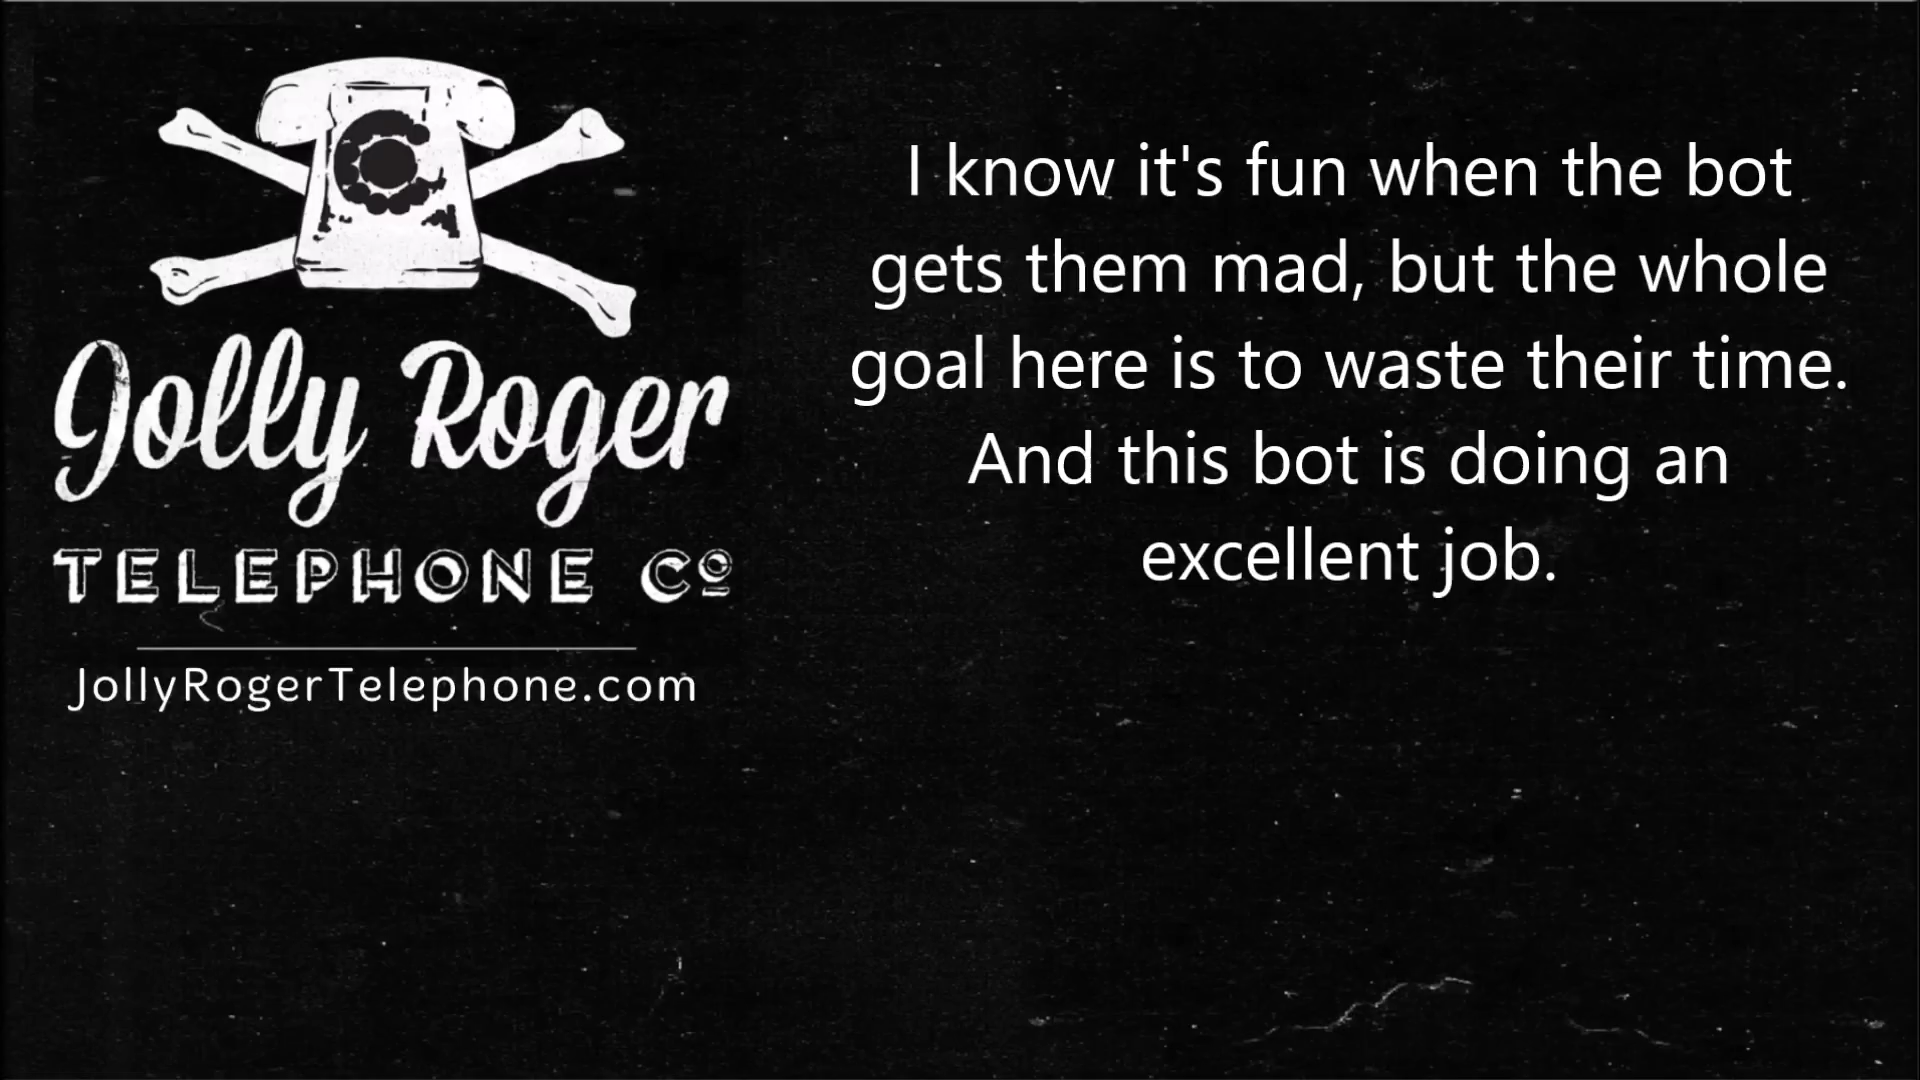 Jolly Roger
TELEPHONE Cº
JollyRogerTelephone.com
I know it's fun when the bot
gets them mad, but the whole
goal here is to waste their time.
And this bot is doing an
excellent job.